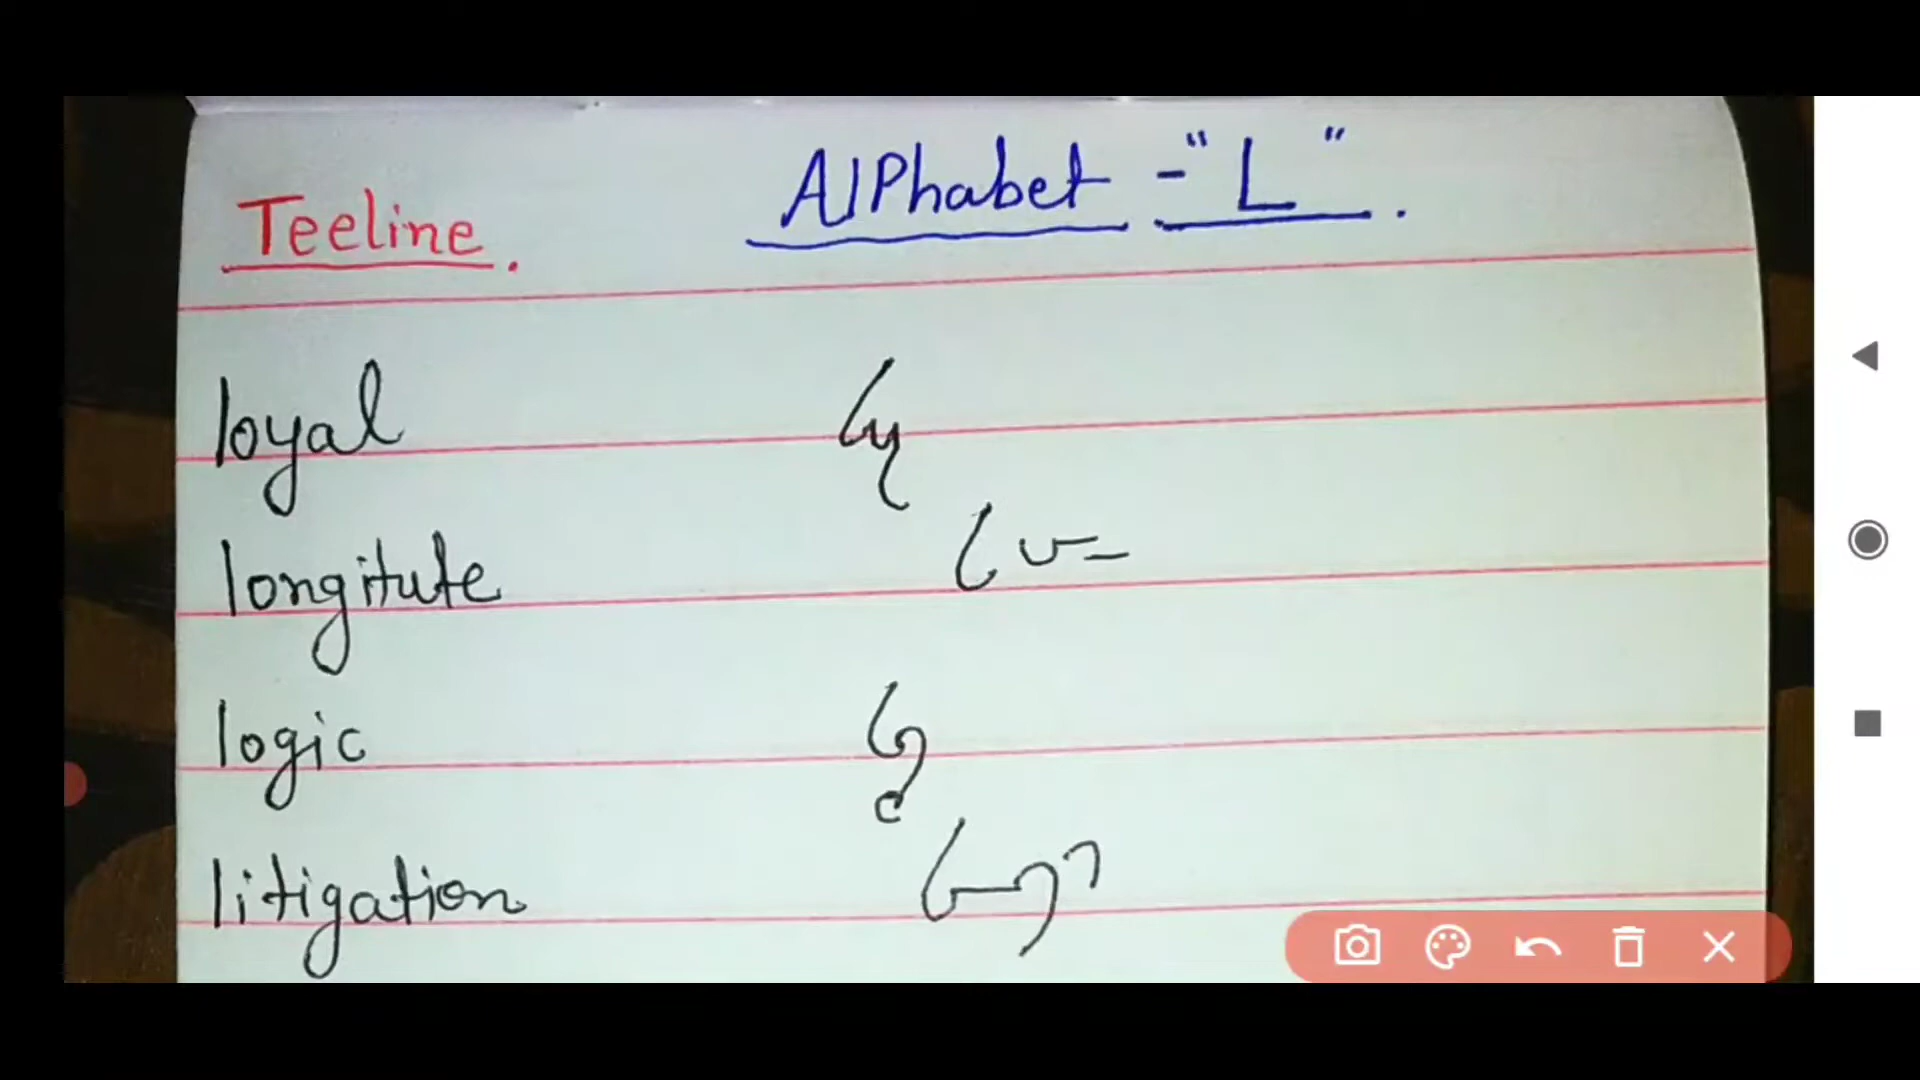 Teeline.
AlPhabet - "L".
loyal
longitute
logic
litigation